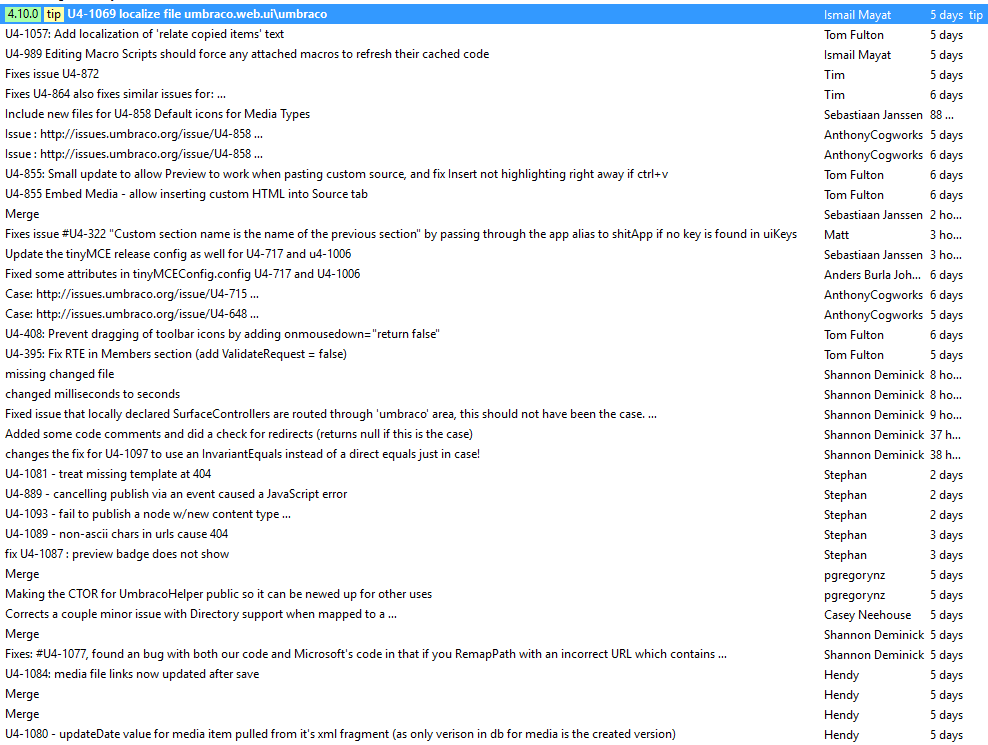 4.10.0 tip U4-1069 localize file umbraco.web.ui\umbraco Ismail Mayat 5 days tip
U4-1057: Add localization of 'relate copied items' text Tom Fulton 5 days
U4-989 Editing Macro Scripts should force any attached macros to refresh their cached code Ismail Mayat 5 days
Fixes issue U4-872 Tim 5 days
Fixes U4-864 also fixes similar issues for: ... Tim 6 days
Include new files for U4-858 Default icons for Media Types Sebastiaan Janssen 88 ...
Issue : http://issues.umbraco.org/issue/U4-858 ... AnthonyCogworks 5 days
Issue : http://issues.umbraco.org/issue/U4-858 ... AnthonyCogworks 6 days
U4-855: Small update to allow Preview to work when pasting custom source, and fix Insert not highlighting right away if ctrl+v Tom Fulton 6 days
U4-855 Embed Media - allow inserting custom HTML into Source tab Tom Fulton 6 days
Merge Sebastiaan Janssen 2 ho...
Fixes issue #U4-322 "Custom section name is the name of the previous section" by passing through the app alias to shitApp if no key is found in uiKeys Matt 3 ho...
Update the tinyMCE release config as well for U4-717 and u4-1006 Sebastiaan Janssen 3 ho...
Fixed some attributes in tinyMCEConfig.config U4-717 and U4-1006 Anders Burla Joh... 6 days
Case: http://issues.umbraco.org/issue/U4-715 ... AnthonyCogworks 6 days
Case: http://issues.umbraco.org/issue/U4-648 ... AnthonyCogworks 5 days
U4-408: Prevent dragging of toolbar icons by adding onmousedown="return false" Tom Fulton 6 days
U4-395: Fix RTE in Members section (add ValidateRequest = false) Tom Fulton 5 days
missing changed file Shannon Deminick 8 ho...
changed milliseconds to seconds Shannon Deminick 8 ho...
Fixed issue that locally declared SurfaceControllers are routed through 'umbraco' area, this should not have been the case. ... Shannon Deminick 9 ho...
Added some code comments and did a check for redirects (returns null if this is the case) Shannon Deminick 37 h...
changes the fix for U4-1097 to use an InvariantEquals instead of a direct equals just in case! Shannon Deminick 38 h...
U4-1081 - treat missing template at 404 Stephan 2 days
U4-889 - cancelling publish via an event caused a JavaScript error Stephan 2 days
U4-1093 - fail to publish a node w/new content type ... Stephan 2 days
U4-1089 - non-ascii chars in urls cause 404 Stephan 3 days
fix U4-1087 : preview badge does not show Stephan 3 days
Merge pgregorynz 5 days
Making the CTOR for UmbracoHelper public so it can be newed up for other uses pgregorynz 5 days
Corrects a couple minor issue with Directory support when mapped to a ... Casey Neehouse 5 days
Merge Shannon Deminick 5 days
Fixes: #U4-1077, found an bug with both our code and Microsoft's code in that if you RemapPath with an incorrect URL which contains ... Shannon Deminick 5 days
U4-1084: media file links now updated after save Hendy 5 days
Merge Hendy 5 days
Merge Hendy 5 days
U4-1080 - updateDate value for media item pulled from it's xml fragment (as only verison in db for media is the created version) Hendy 5 days